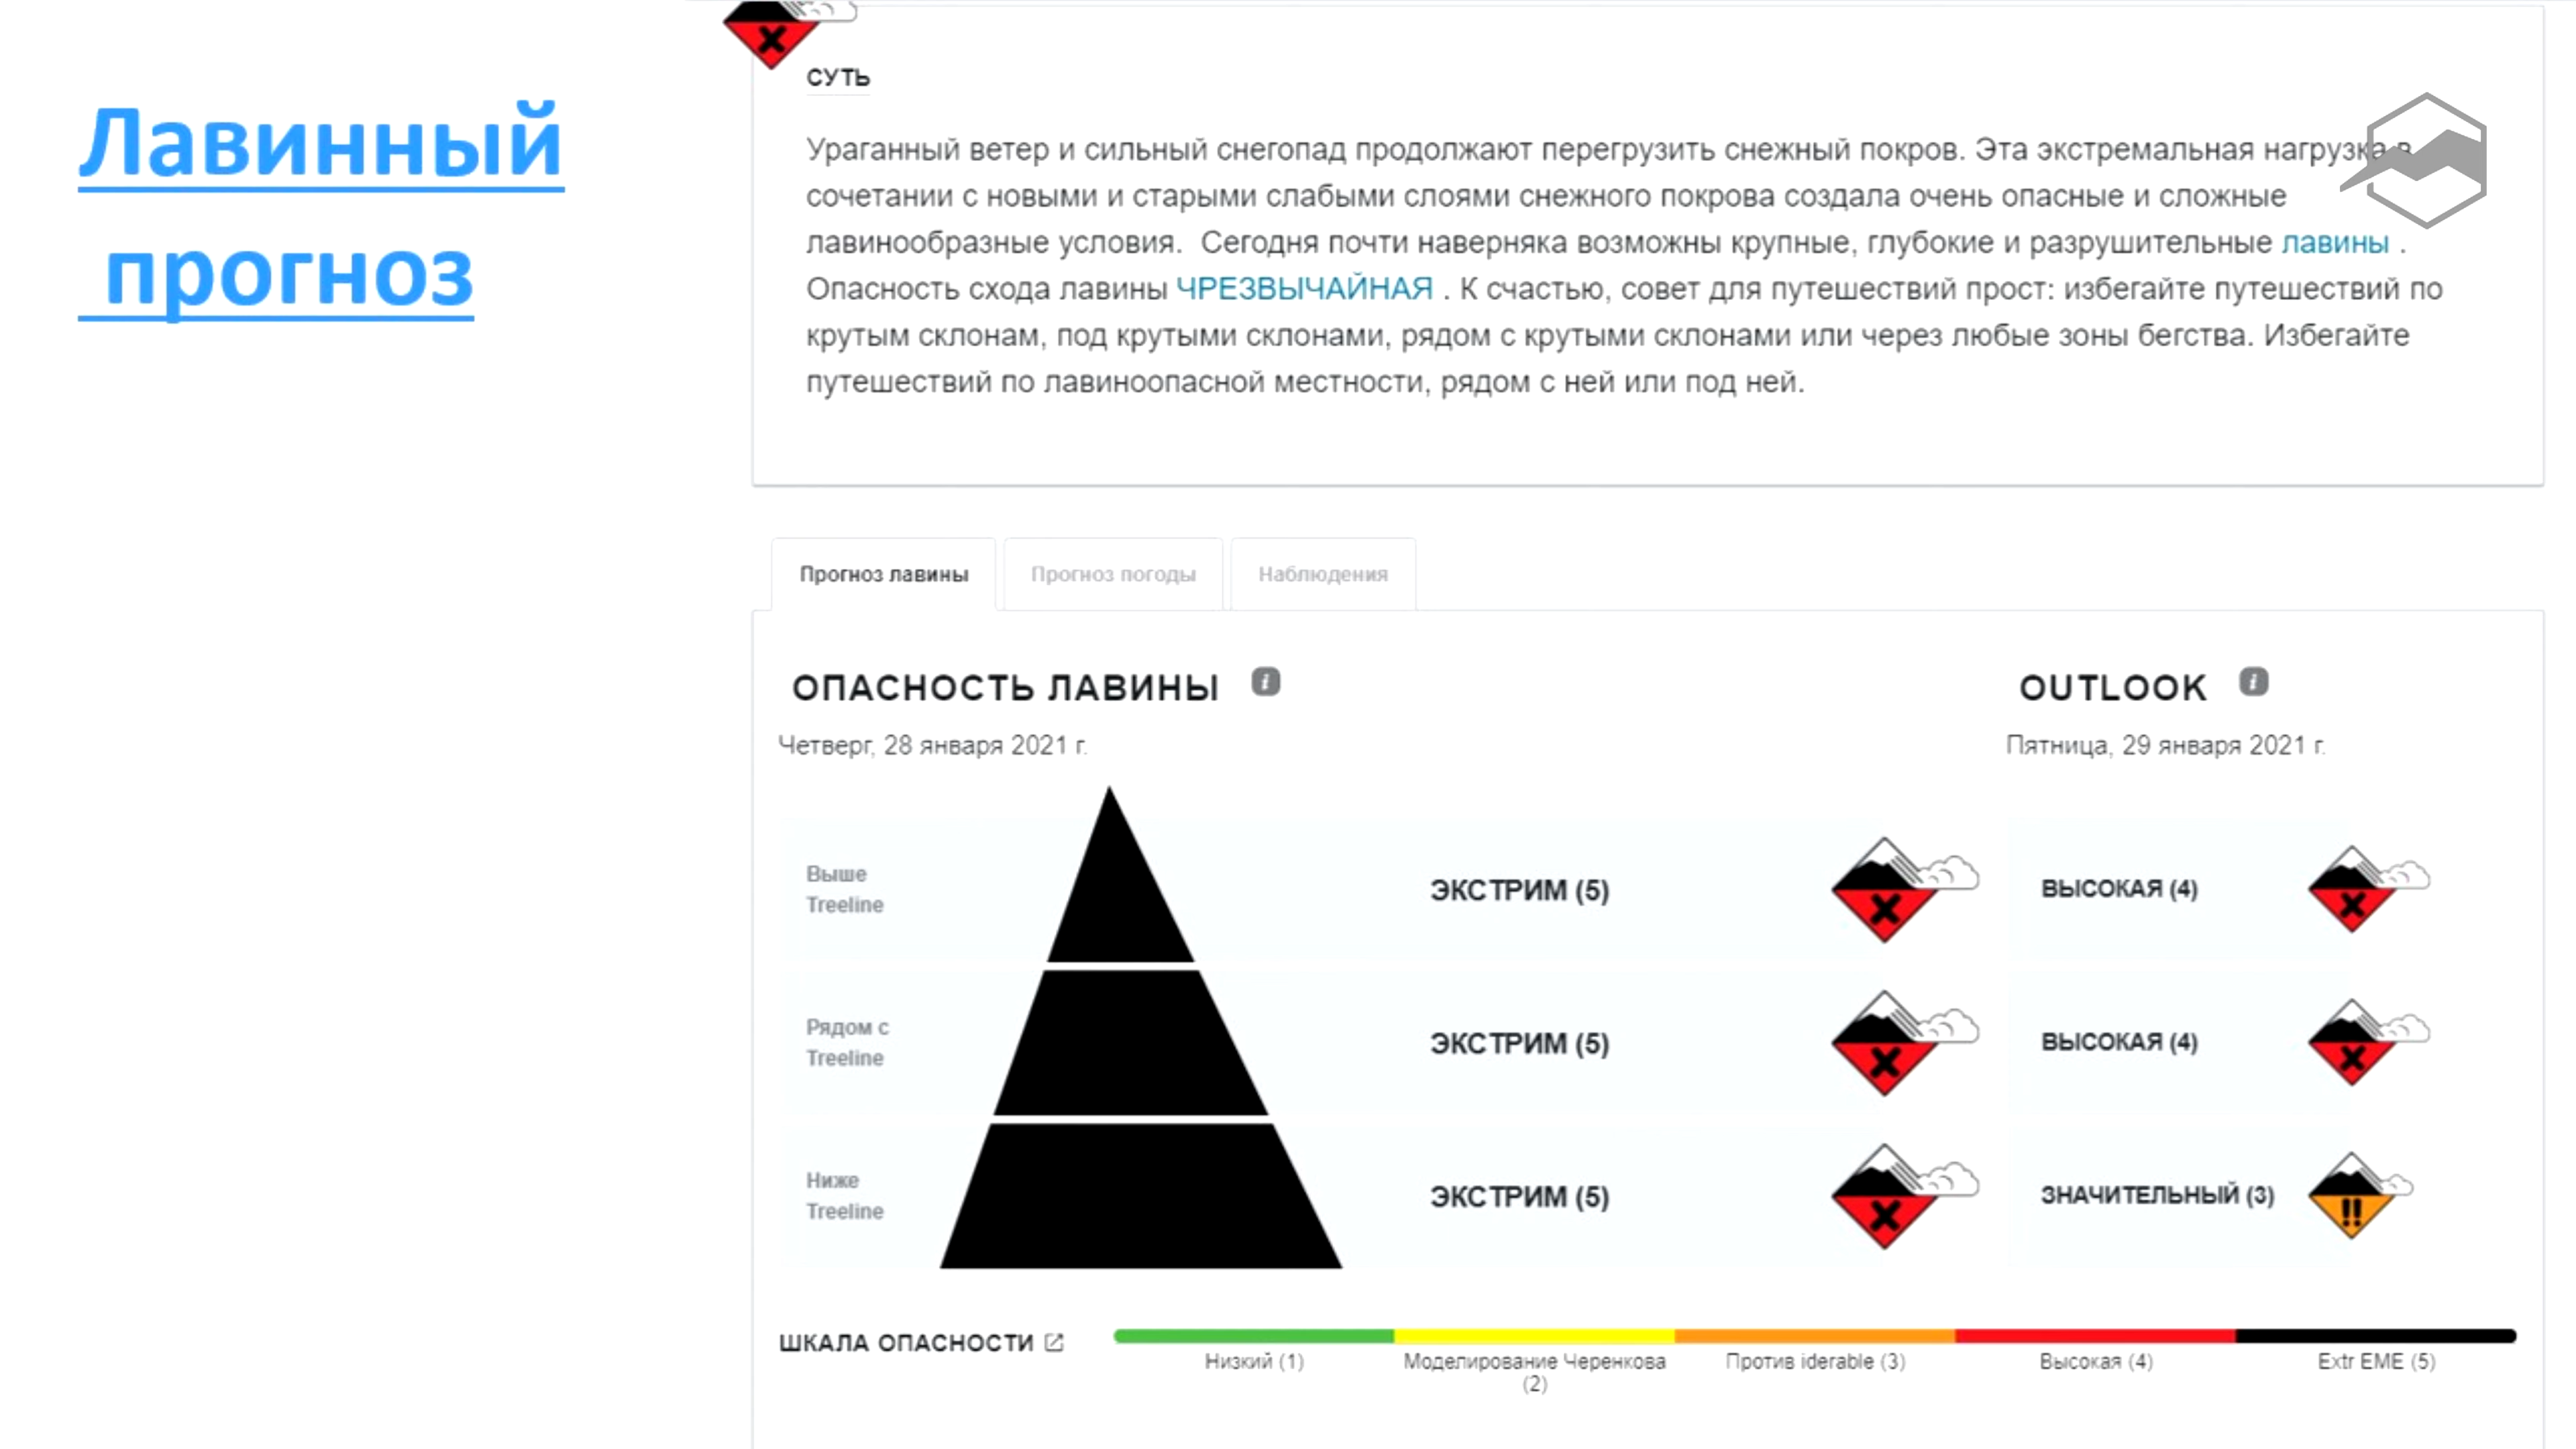 Лавинный
прогноз
СУТЬ
Ураганный ветер и сильный снегопад продолжают перегрузить снежный покров. Эта экстремальная нагрузка в
сочетании с новыми и старыми слабыми слоями снежного покрова создала очень опасные и сложные
лавинообразные условия. Сегодня почти наверняка возможны крупные, глубокие и разрушительные лавины .
Опасность схода лавины ЧРЕЗВЫЧАЙНАЯ . К счастью, совет для путешествий прост: избегайте путешествий по
крутым склонам, под крутыми склонами, рядом с крутыми склонами или через любые зоны бегства. Избегайте
путешествий по лавиноопасной местности, рядом с ней или под ней.
Прогноз лавины Прогноз погоды Наблюдения
ОПАСНОСТЬ ЛАВИНЫ i
Четверг, 28 января 2021 г.
OUTLOOK i
Пятница, 29 января 2021 г.
Выше
Treeline
ЭКСТРИМ (5)
ВЫСОКАЯ (4)
Рядом с
Treeline
ЭКСТРИМ (5)
ВЫСОКАЯ (4)
Ниже
Treeline
ЭКСТРИМ (5)
ЗНАЧИТЕЛЬНЫЙ (3)
!!
ШКАЛА ОПАСНОСТИ
Низкий (1)
Моделирование Черенкова
(2)
Против iderable (3)
Высокая (4)
Extr EME (5)